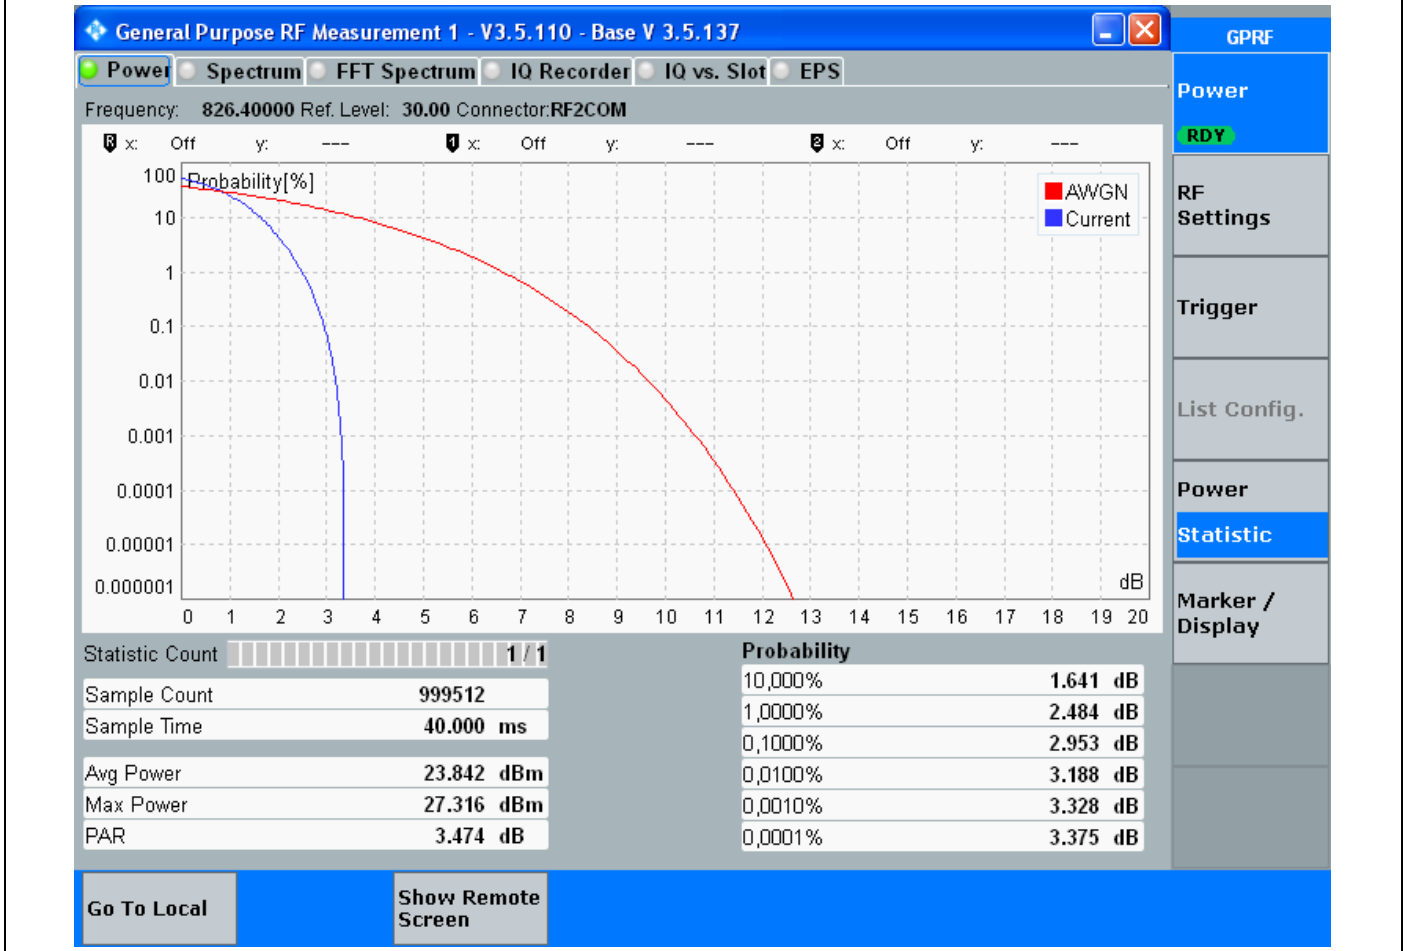 General Purpose RF Measurement 1 - V3.5.110 - Base V 3.5.137
GPRF
Power Spectrum FFT Spectrum IQ Recorder IQ vs. Slot EPS
Frequency: 826.40000 Ref. Level: 30.00 Connector:RF2COM
R x: Off y: --- 1 x: Off y: --- 2 x: Off y: ---
Probability[%]
AWGN
Current
100
10
1
0.1
0.01
0.001
0.0001
0.00001
0.000001
dB
0 1 2 3 4 5 6 7 8 9 10 11 12 13 14 15 16 17 18 19 20
Statistic Count 1 / 1
Sample Count 999512
Sample Time 40.000 ms
Avg Power 23.842 dBm
Max Power 27.316 dBm
PAR 3.474 dB
Probability
10,000% 1.641 dB
1,0000% 2.484 dB
0,1000% 2.953 dB
0,0100% 3.188 dB
0,0010% 3.328 dB
0,0001% 3.375 dB
Power
RDY
RF
Settings
Trigger
List Config.
Power
Statistic
Marker /
Display
Go To Local
Show Remote
Screen